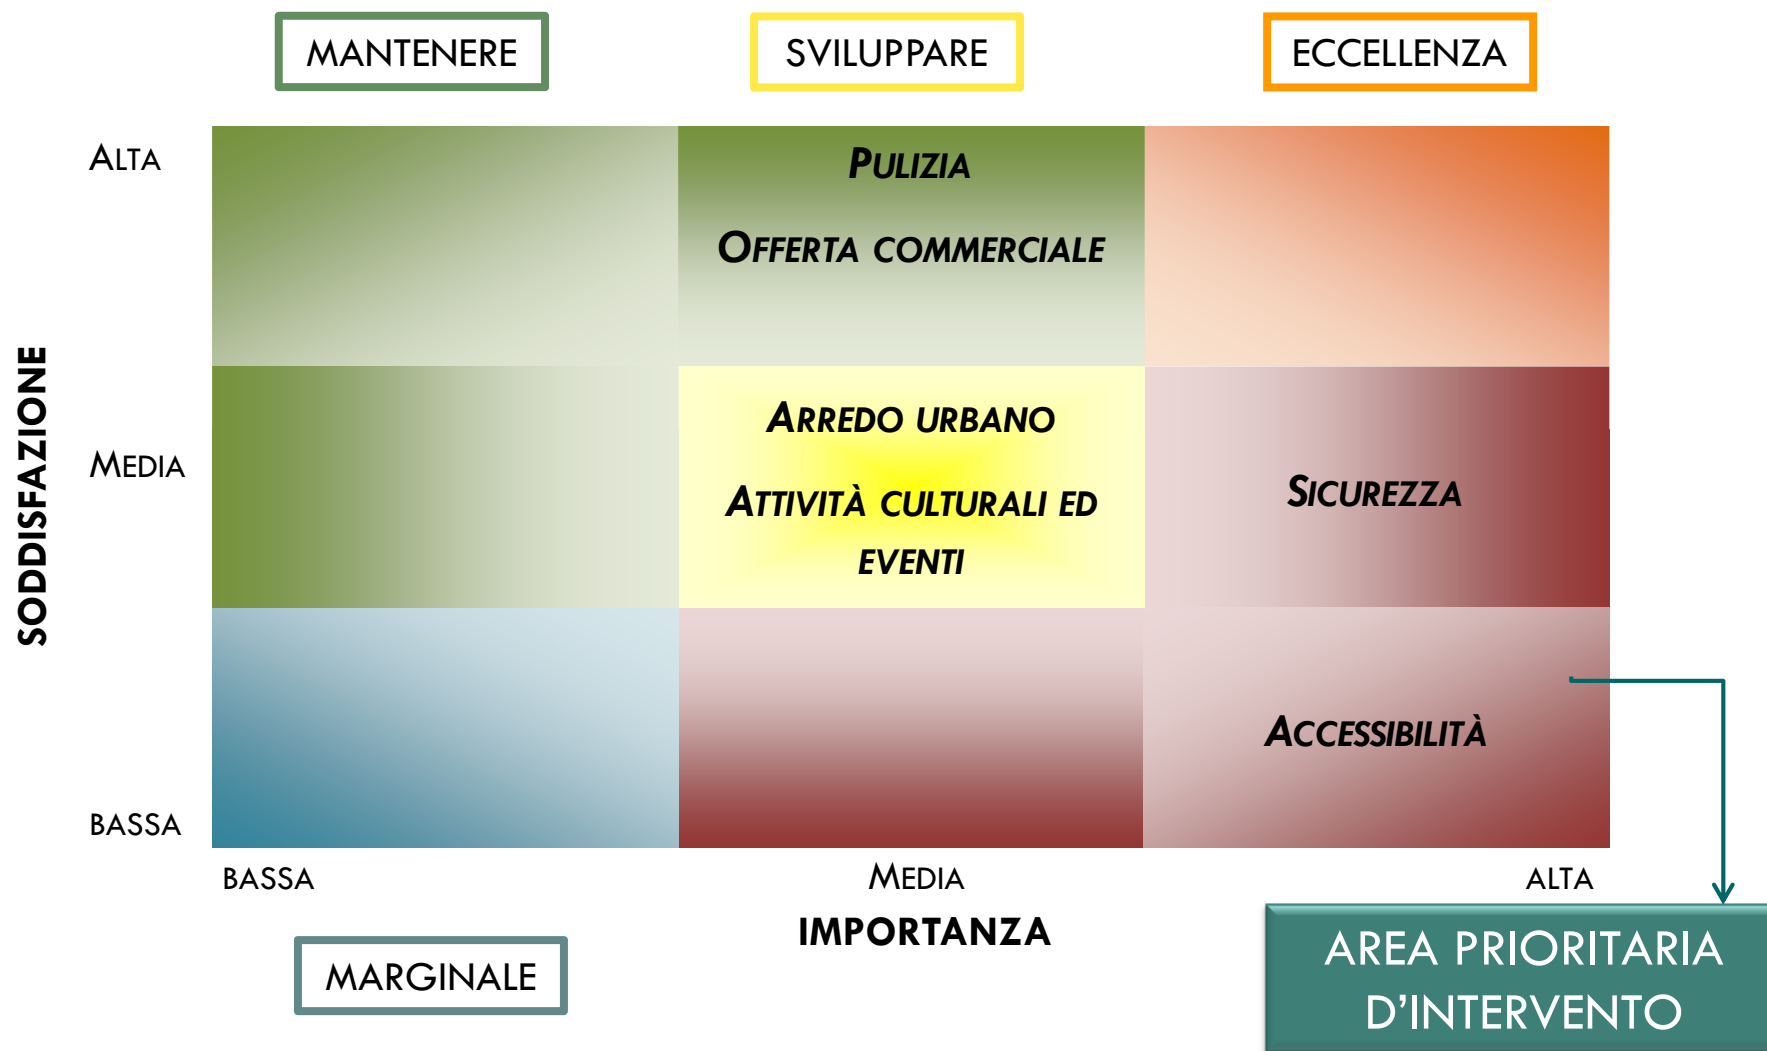 MANTENERE
SVILUPPARE
ECCELLENZA
ALTA
PULIZIA
OFFERTA COMMERCIALE
SODDISFAZIONE
MEDIA
ARREDO URBANO
ATTIVITÀ CULTURALI ED
EVENTI
SICUREZZA
ACCESSIBILITÀ
BASSA
BASSA
MEDIA
ALTA
IMPORTANZA
MARGINALE
AREA PRIORITARIA
D'INTERVENTO